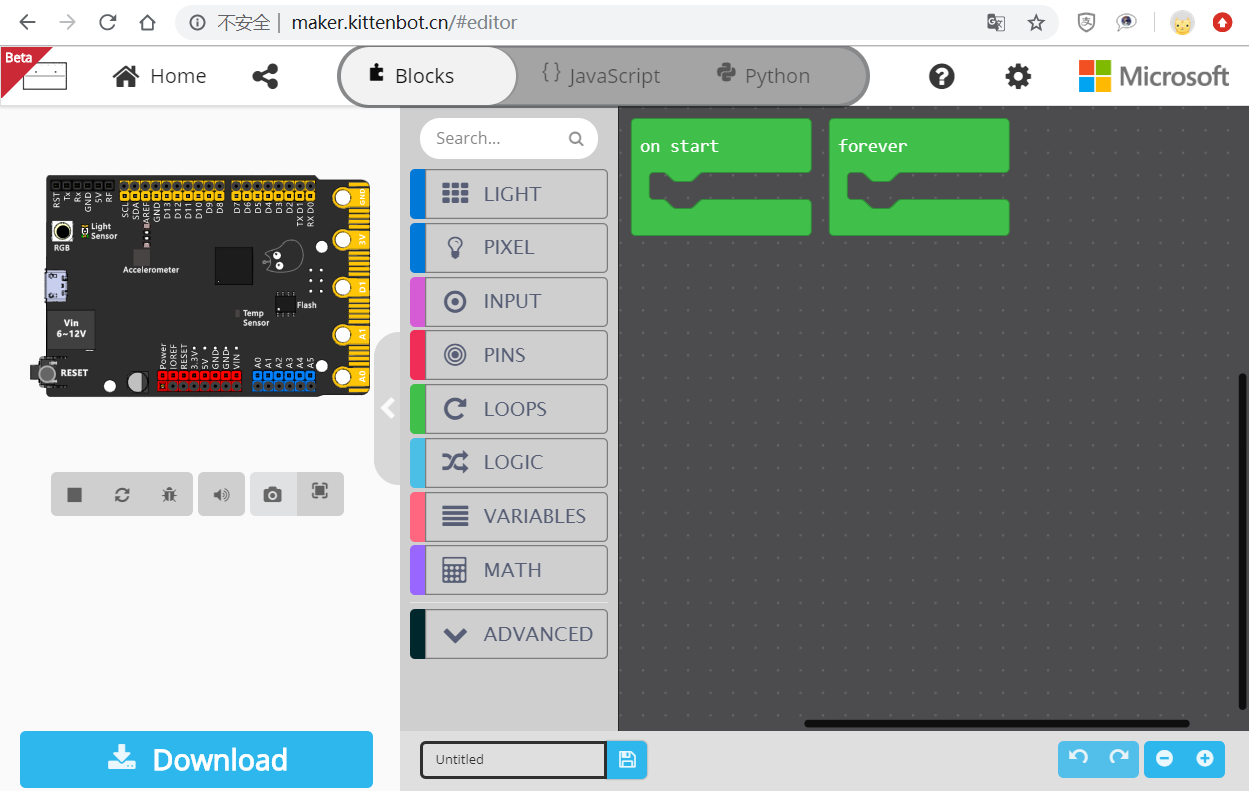 不安全 | maker.kittenbot.cn/#editor
Beta
Home
Blocks
{} JavaScript
Python
Microsoft
RST
Tx
Rx
GND
5V
RF
SCL
SDA
AREF
GND
D13
D12
D11
D10
D9
D8
D7
D6
D5
D4
D3
D2
TX D1
RX D0
GND
3V
D1
A1
A0
RGB
Light
Sensor
Accelerometer
Flash
Temp
Sensor
Vin
6~12V
RESET
Power
IOREF
RESET
3.3V
5V
GND
GND
VIN
A0
A1
A2
A3
A4
A5
Download
Search...
LIGHT
PIXEL
INPUT
PINS
LOOPS
LOGIC
VARIABLES
MATH
ADVANCED
on start
forever
Untitled